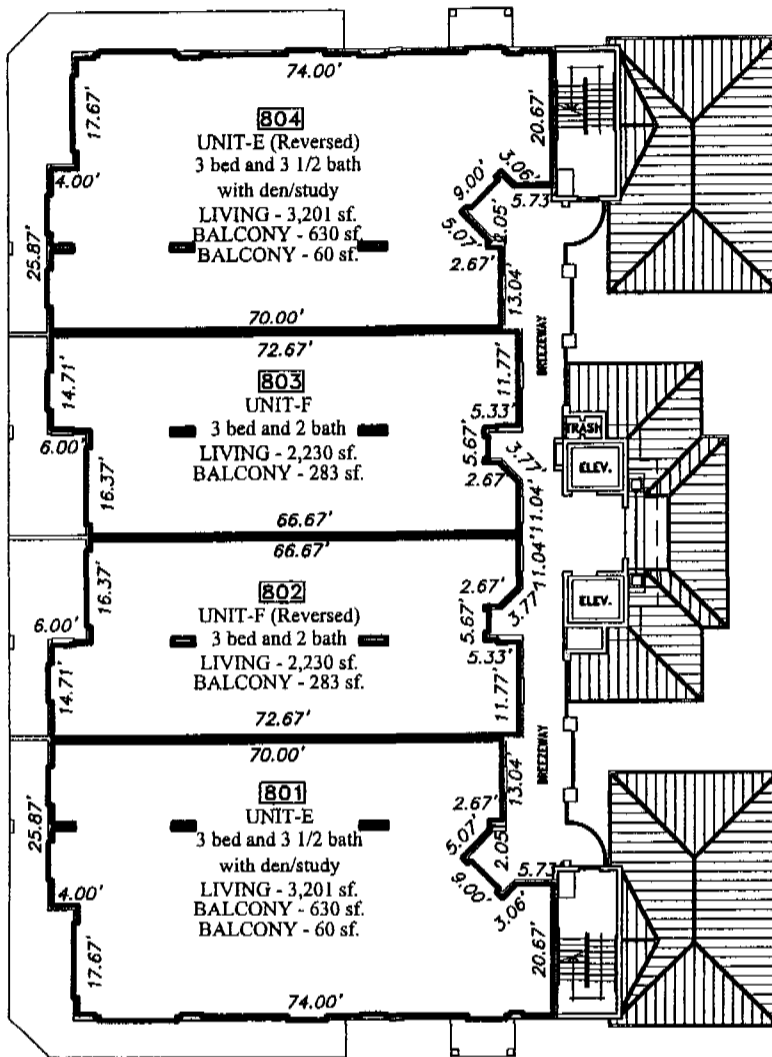 74.00'
17.67'
804
UNIT-E (Reversed)
3 bed and 3 1/2 bath
with den/study
LIVING - 3,201 sf.
BALCONY - 630 sf.
BALCONY - 60 sf.
20.67'
3.06'
5.73'
9.00'
2.05'
5.07'
2.67'
4.00'
25.87'
13.04'
70.00'
BREEZEWAY
72.67'
803
UNIT-F
3 bed and 2 bath
LIVING - 2,230 sf.
BALCONY - 283 sf.
14.71'
11.77'
5.33'
6.00'
5.67'
3.77'
2.67'
16.37'
11.04'
66.67'
TRASH
ELEV.
66.67'
802
UNIT-F (Reversed)
3 bed and 2 bath
LIVING - 2,230 sf.
BALCONY - 283 sf.
16.37'
11.04'
2.67'
3.77'
5.67'
6.00'
5.33'
14.71'
11.77'
72.67'
ELEV.
BREEZEWAY
70.00'
801
UNIT-E
3 bed and 3 1/2 bath
with den/study
LIVING - 3,201 sf.
BALCONY - 630 sf.
BALCONY - 60 sf.
25.87'
13.04'
2.67'
5.07'
2.05'
5.73'
9.00'
3.06'
4.00'
17.67'
20.67'
74.00'